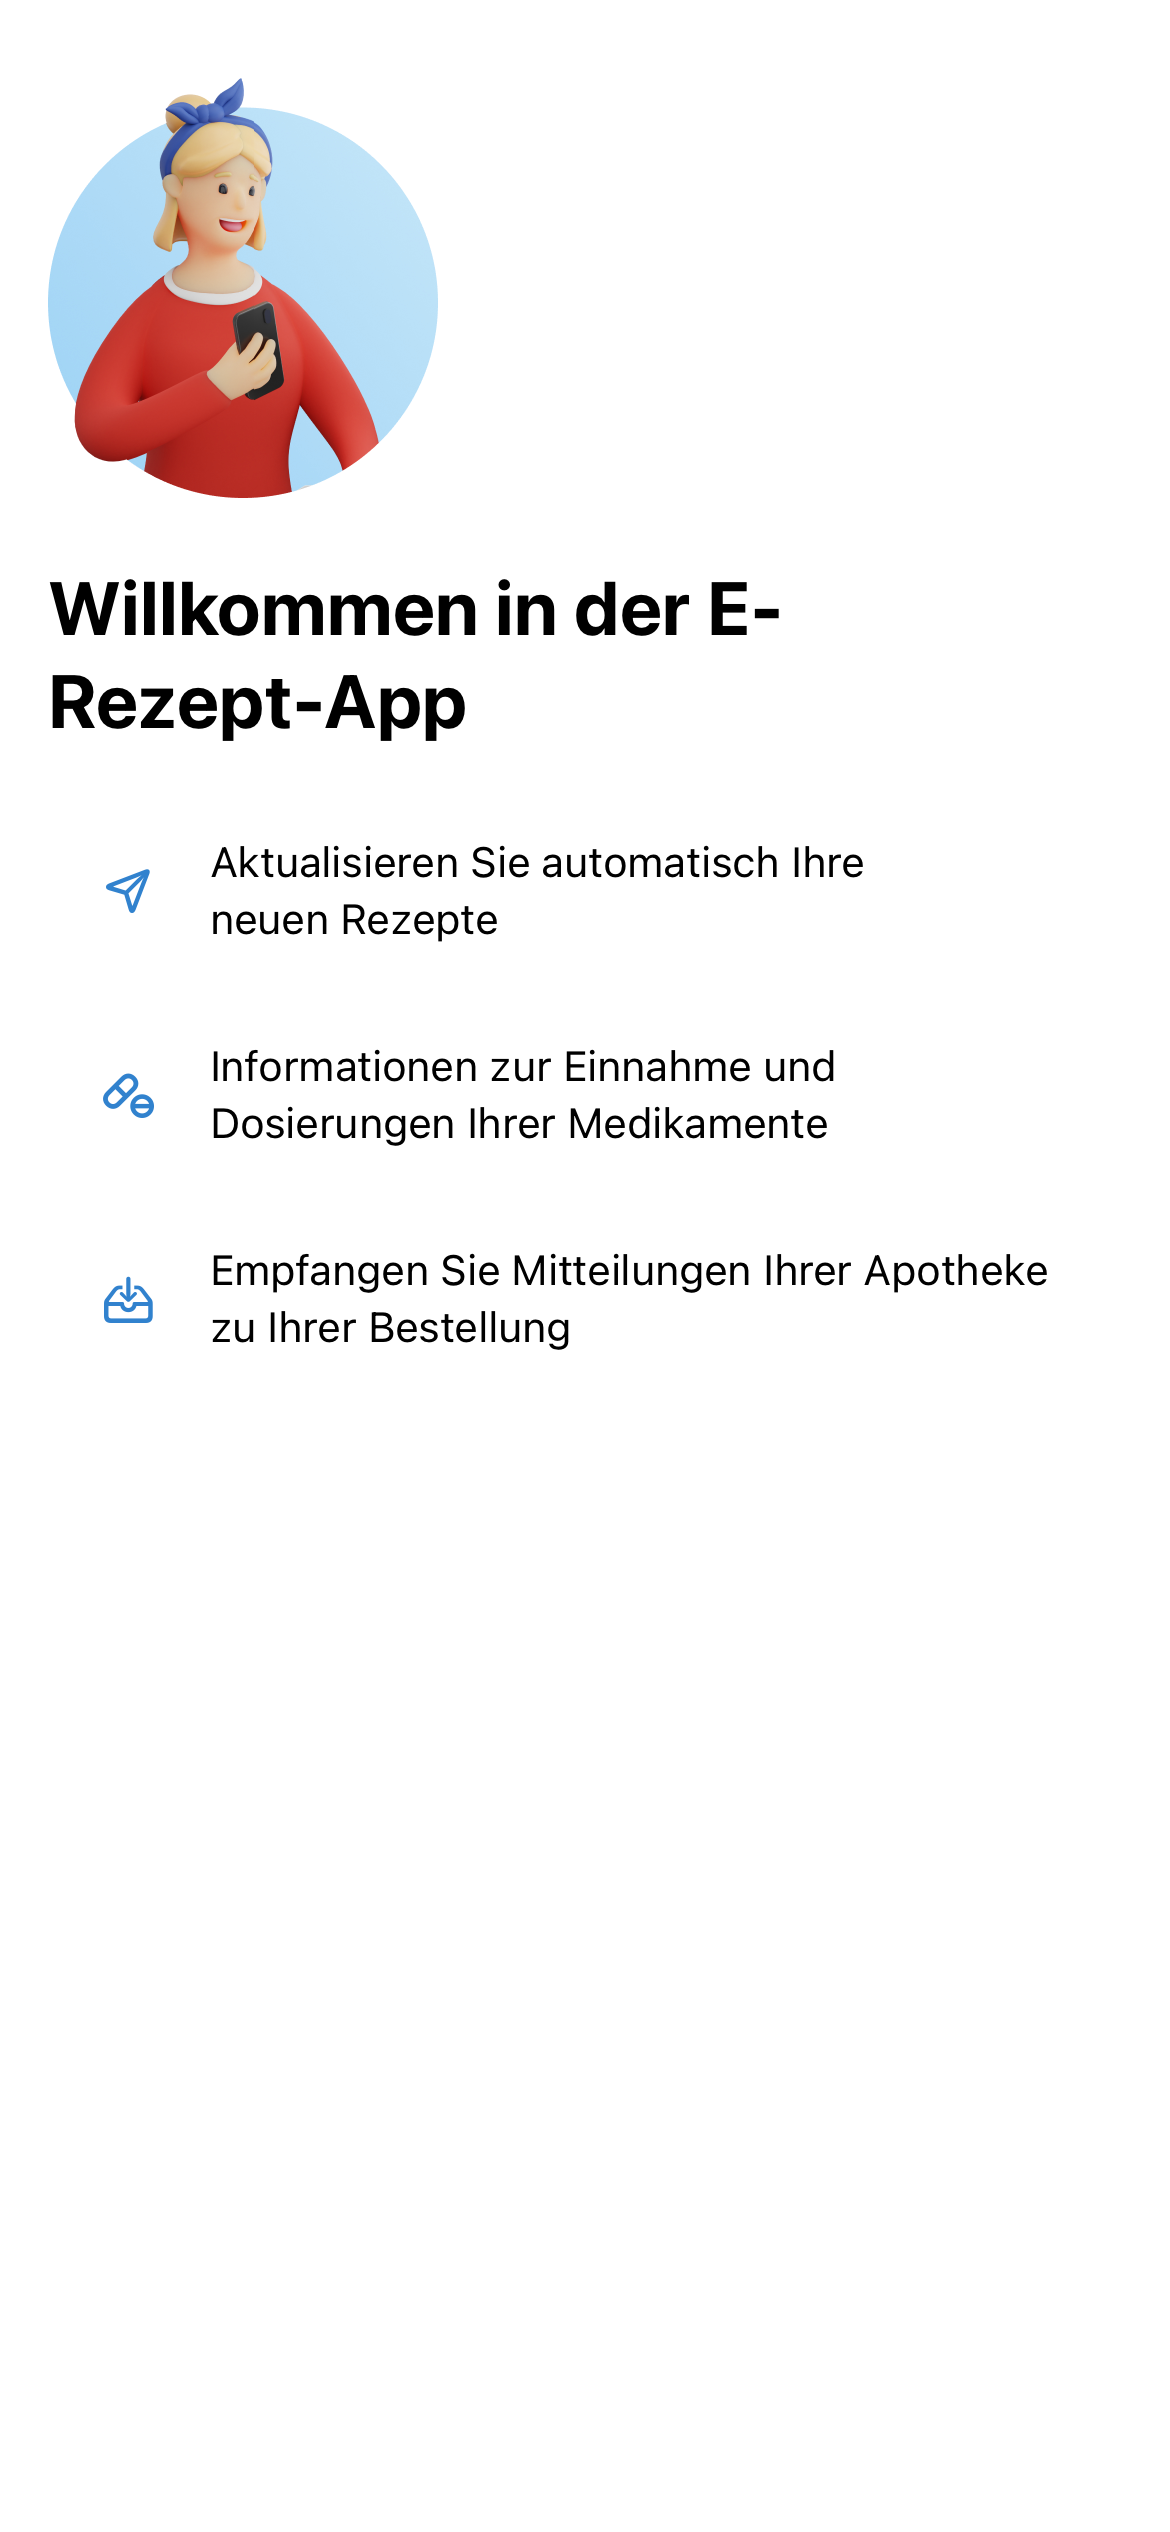 Willkommen in der E-
Rezept-App
Aktualisieren Sie automatisch Ihre
neuen Rezepte
Informationen zur Einnahme und
Dosierungen Ihrer Medikamente
Empfangen Sie Mitteilungen Ihrer Apotheke
zu Ihrer Bestellung